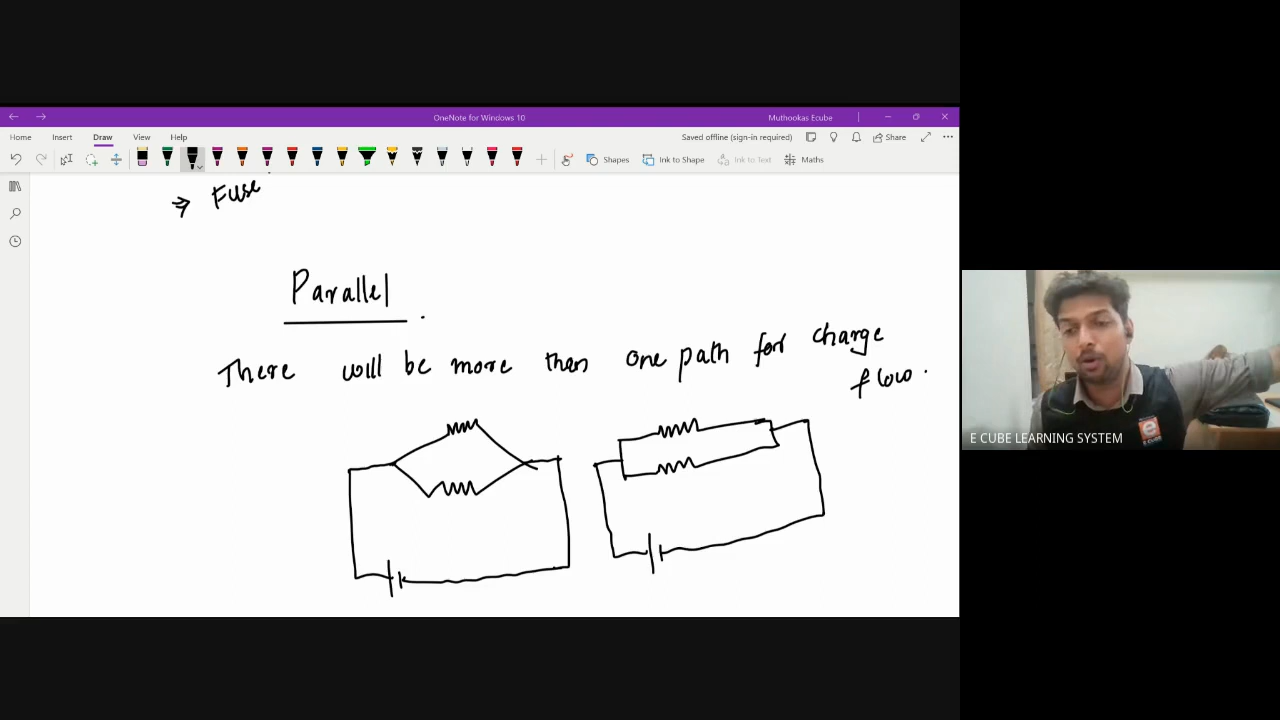 OneNote for Windows 10
Muthookas Ecube
Home Insert Draw View Help
Saved offline (sign-in required)
Share
Shapes
Ink to Shape
Ink to Text
Maths
⇒ Fuse
Parallel.
There will be more then one path for charge
flow.
E CUBE LEARNING SYSTEM
e